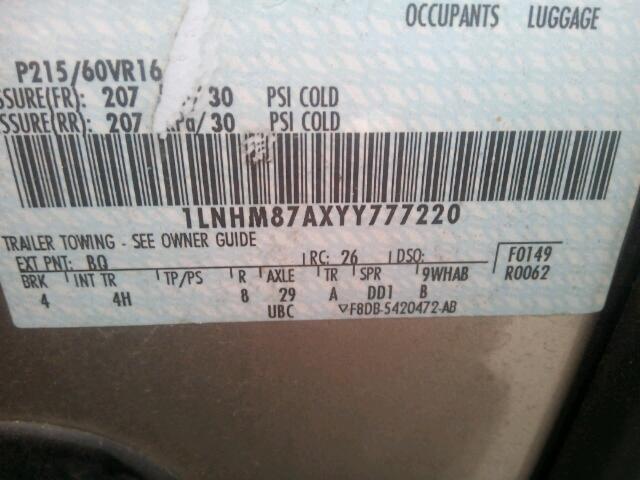 OCCUPANTS LUGGAGE
P215/60VR16
SSURE(FR): 207 30 PSI COLD
SSURE(RR): 207 kPa/ 30 PSI COLD
1LNHM87AXYY777220
TRAILER TOWING - SEE OWNER GUIDE
EXT PNT: BQ RC: 26 DSO: F0149
BRK INT TR TP/PS R AXLE TR SPR 9WHAB R0062
4 4H 8 29 A DD1 B
UBC ▽F8DB-5420472-AB